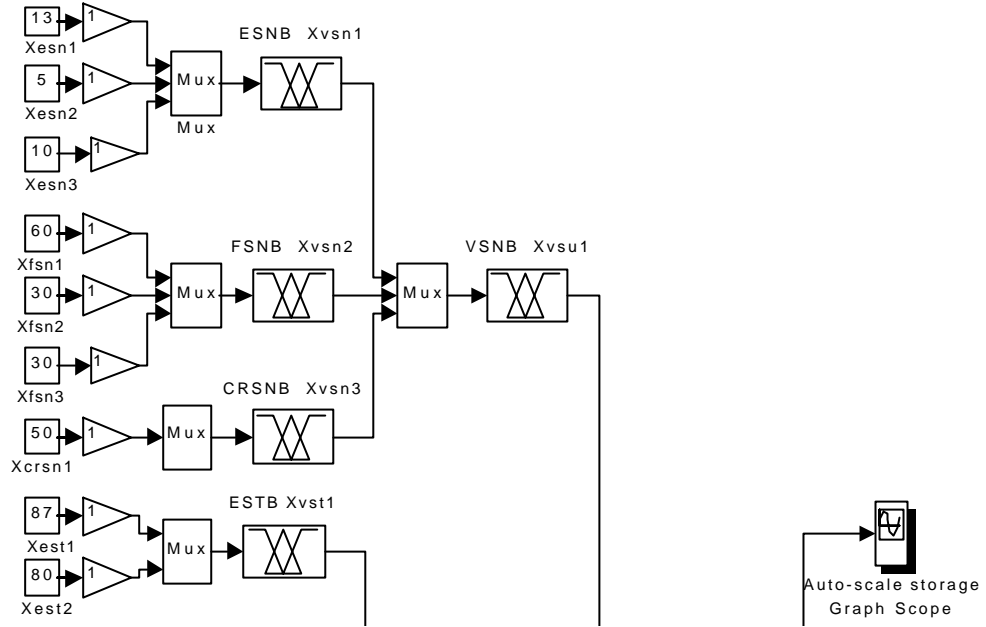 13 1
Xesn1
ESNB Xvsn1
5 1
Mux
Xesn2
Mux
10 1
Xesn3
60 1
Xfsn1
FSNB Xvsn2
VSNB Xvsu1
30 1
Mux
Mux
Xfsn2
30 1
Xfsn3
CRSNB Xvsn3
50 1
Mux
Xcrsn1
ESTB Xvst1
87 1
Xest1
Mux
80 1
Xest2
Auto-scale storage
Graph Scope